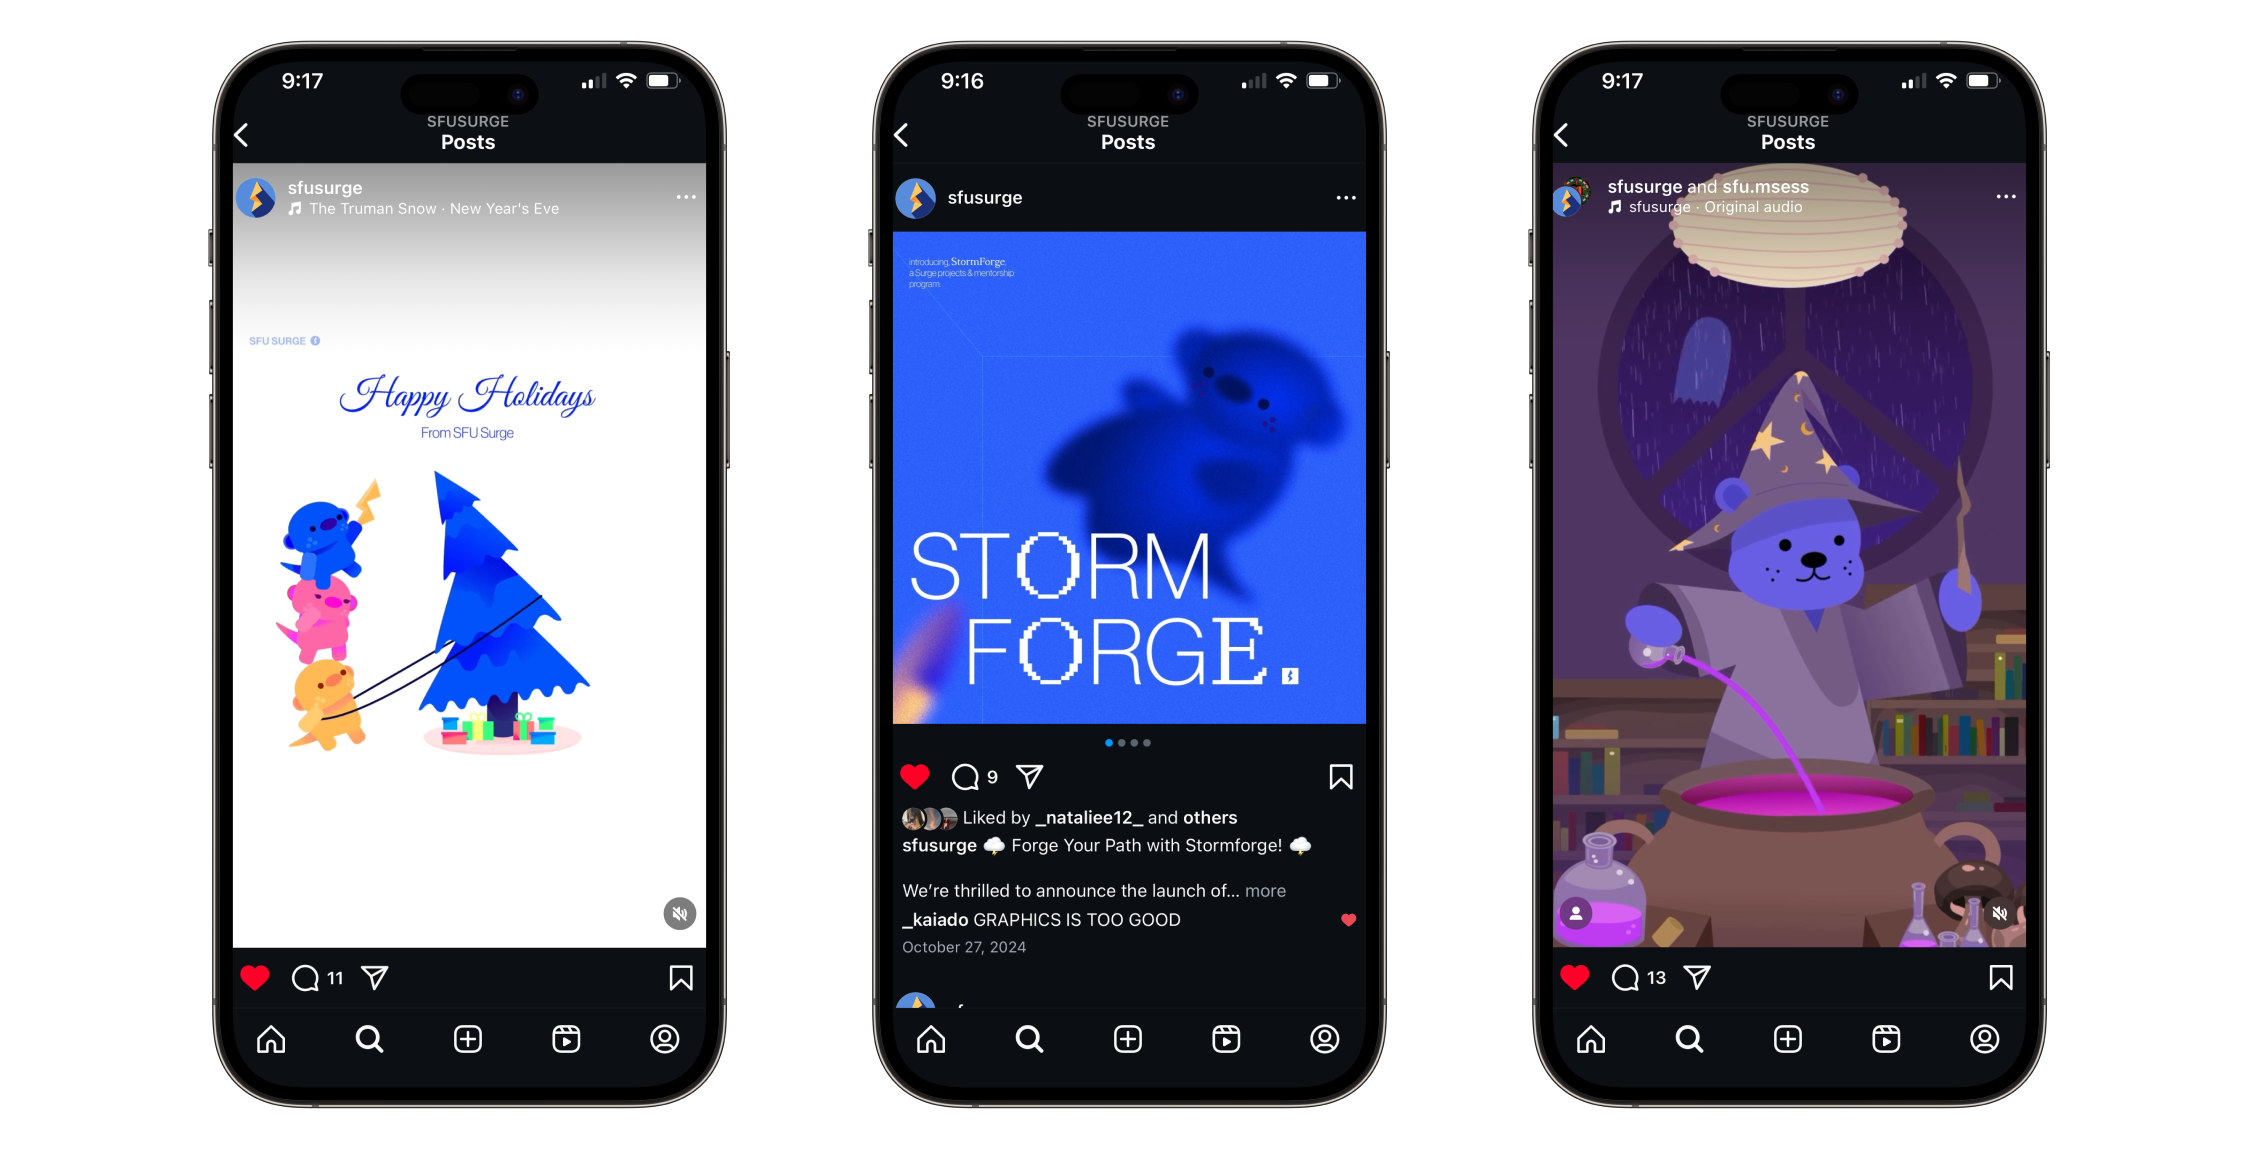 9:17
SFUSURGE
Posts
sfusurge
The Truman Snow · New Year's Eve
SFU SURGE
Happy Holidays
From SFU Surge
11
9:16
SFUSURGE
Posts
sfusurge
introducing, StormForge,
a Surge projects & mentorship
program.
STORM
FORGE.
9
Liked by _nataliee12_ and others
sfusurge 🌩️ Forge Your Path with Stormforge! 🌩️
We're thrilled to announce the launch of... more
_kaiado GRAPHICS IS TOO GOOD
October 27, 2024
9:17
SFUSURGE
Posts
sfusurge and sfu.msess
sfusurge · Original audio
13